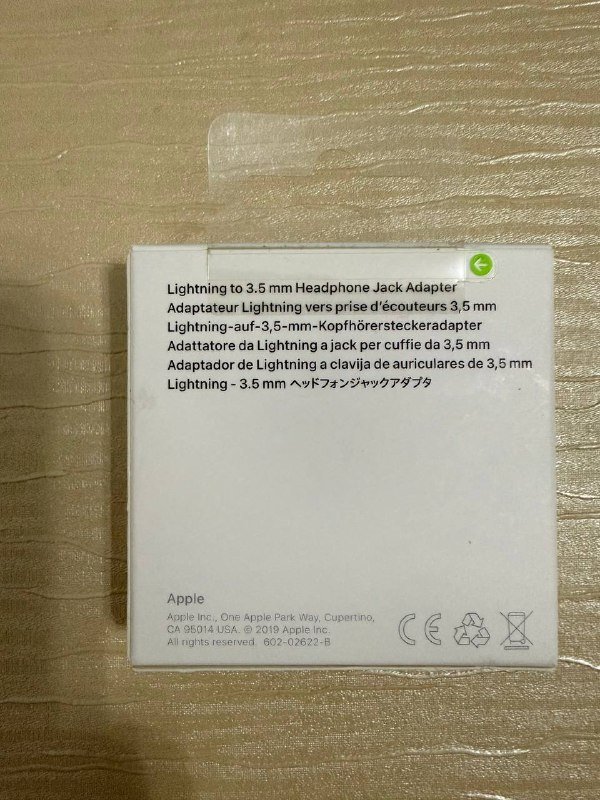 Lightning to 3.5 mm Headphone Jack Adapter
Adaptateur Lightning vers prise d'écouteurs 3,5 mm
Lightning-auf-3,5-mm-Kopfhörersteckeradapter
Adattatore da Lightning a jack per cuffie da 3,5 mm
Adaptador de Lightning a clavija de auriculares de 3,5 mm
Lightning - 3.5 mm ヘッドフォンジャックアダプタ
Apple
Apple Inc., One Apple Park Way, Cupertino,
CA 95014 USA. © 2019 Apple Inc.
All rights reserved. 602-02622-B